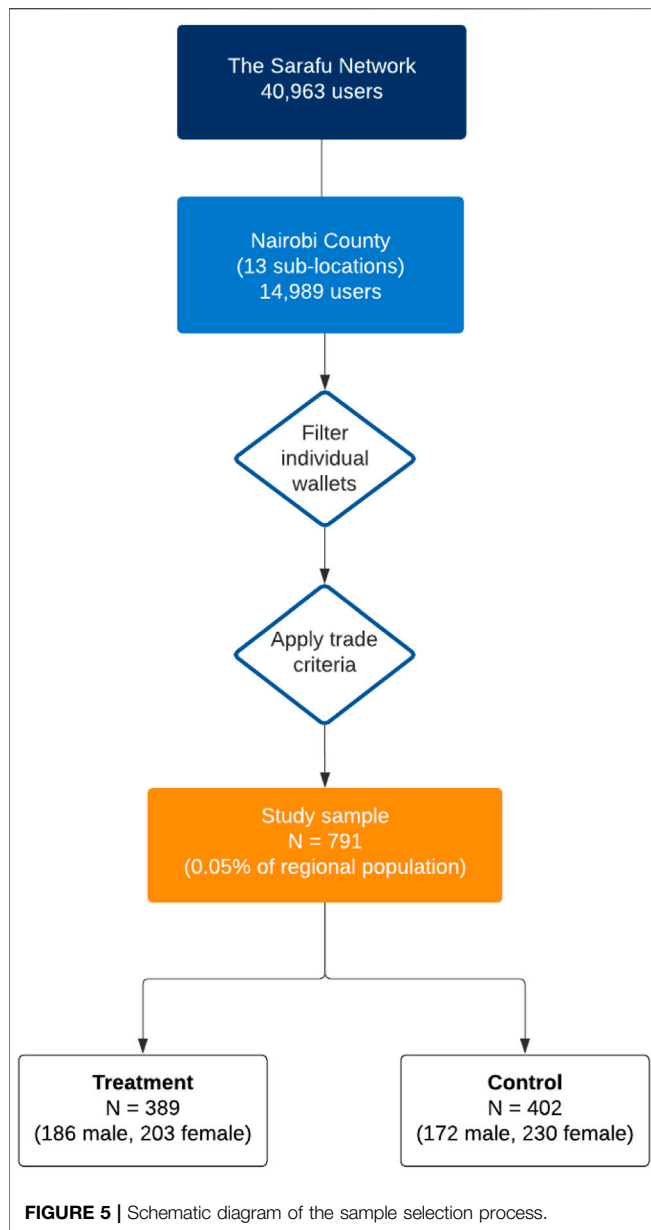 The Sarafu Network
40,963 users
Nairobi County
(13 sub-locations)
14,989 users
Filter
individual
wallets
Apply trade
criteria
Study sample
N = 791
(0.05% of regional population)
Treatment
N = 389
(186 male, 203 female)
Control
N = 402
(172 male, 230 female)
FIGURE 5 | Schematic diagram of the sample selection process.